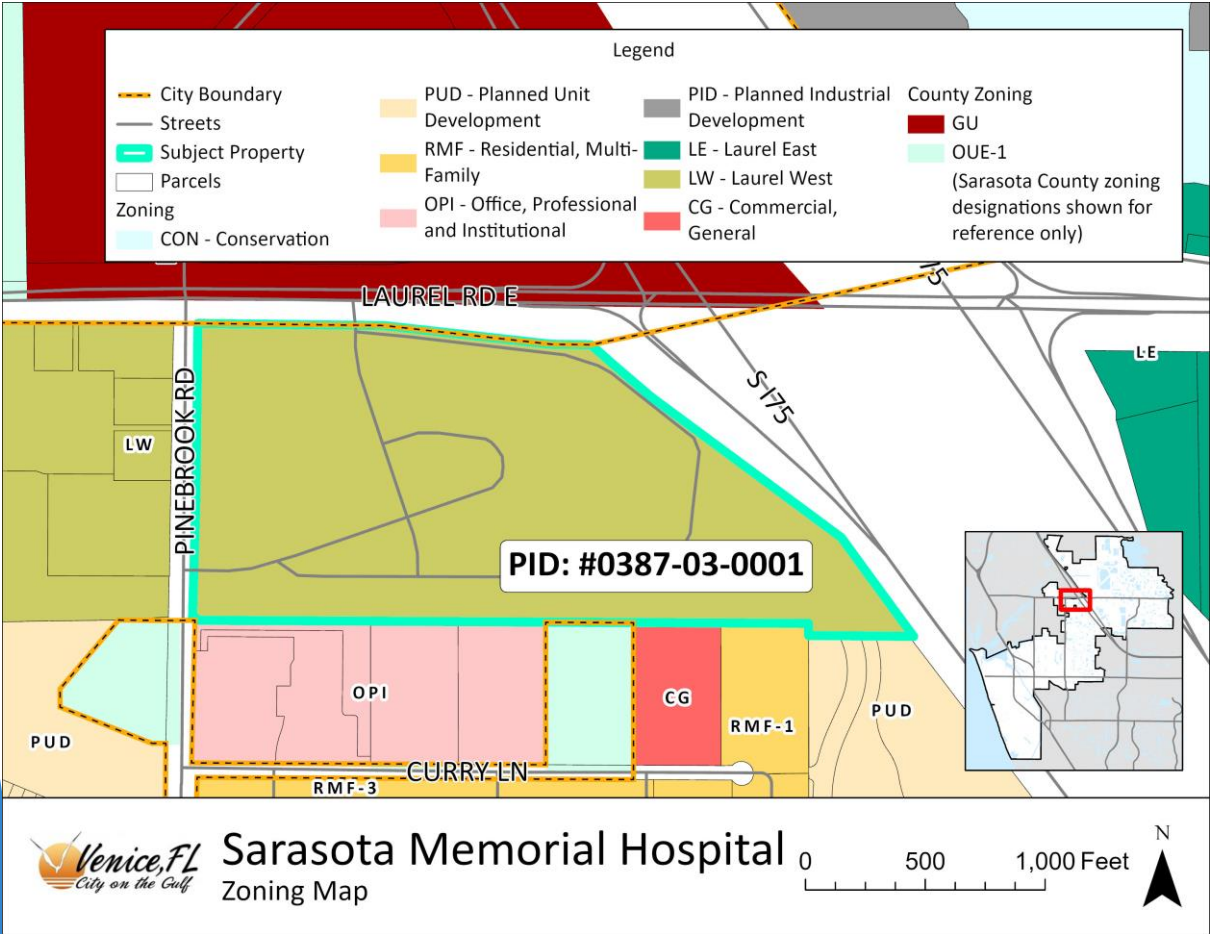 Legend
City Boundary
Streets
Subject Property
Parcels
Zoning
CON - Conservation
PUD - Planned Unit
Development
RMF - Residential, Multi-
Family
OPI - Office, Professional
and Institutional
PID - Planned Industrial
Development
LE - Laurel East
LW - Laurel West
CG - Commercial,
General
County Zoning
GU
OUE-1
(Sarasota County zoning
designations shown for
reference only)
LAUREL RD E
LE
S I75
PINEBROOK RD
LW
PID: #0387-03-0001
OPI
CG
RMF-1
PUD
PUD
CURRY LN
RMF-3
Venice, FL
City on the Gulf
Sarasota Memorial Hospital
Zoning Map
0 500 1,000 Feet
N